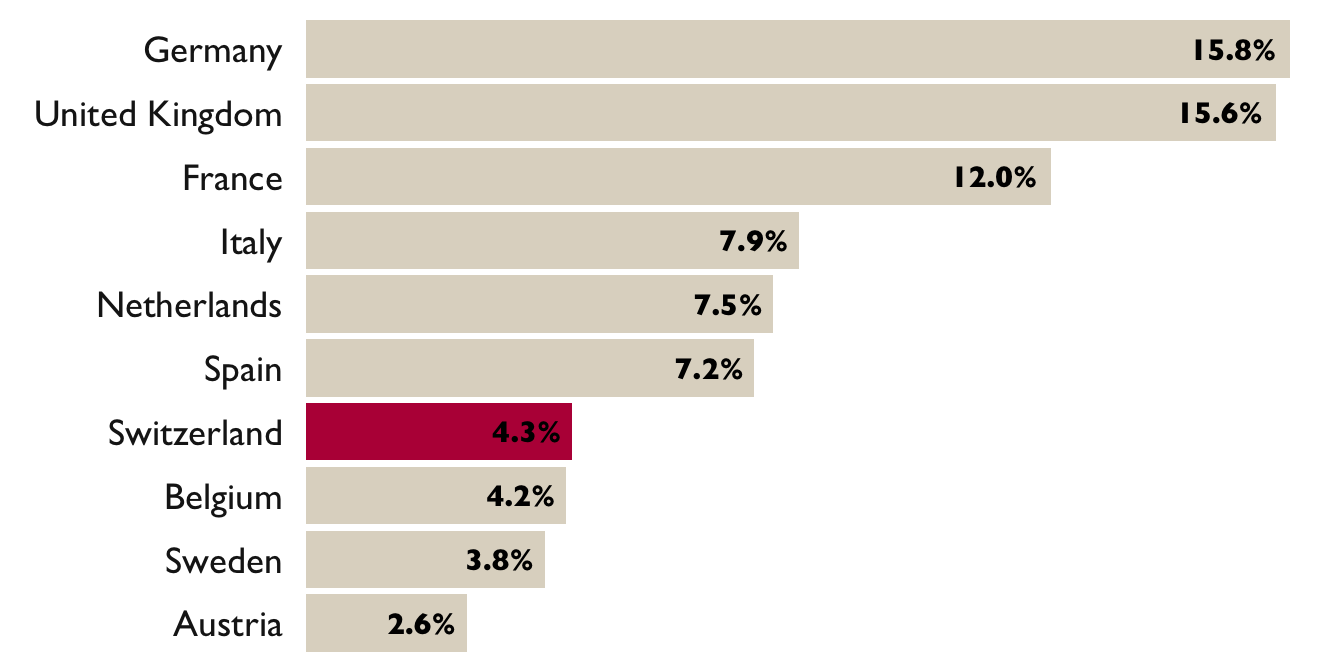 Germany 15.8%
United Kingdom 15.6%
France 12.0%
Italy 7.9%
Netherlands 7.5%
Spain 7.2%
Switzerland 4.3%
Belgium 4.2%
Sweden 3.8%
Austria 2.6%